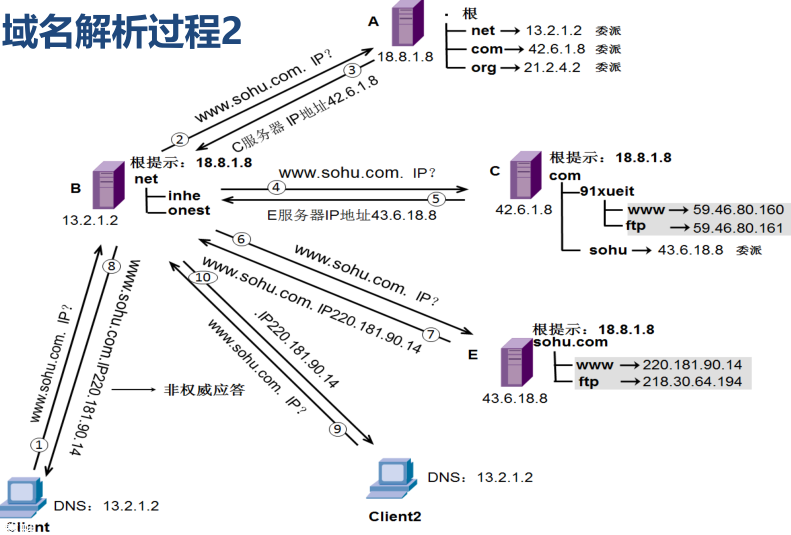 域名解析过程2
A
18.8.1.8
. 根
net 13.2.1.2 委派
com 42.6.1.8 委派
org 21.2.4.2 委派
www.sohu.com. IP?
②
③
C服务器 IP地址42.6.1.8
根提示：18.8.1.8
net
B
inhe
onest
13.2.1.2
www.sohu.com. IP?
④
⑤
E服务器IP地址43.6.18.8
根提示：18.8.1.8
C
com
91xueit
42.6.1.8
www 59.46.80.160
ftp 59.46.80.161
sohu 43.6.18.8 委派
⑥
www.sohu.com. IP?
www.sohu.com. IP220.181.90.14
⑦
根提示：18.8.1.8
E
sohu.com
www 220.181.90.14
ftp 218.30.64.194
43.6.18.8
⑧
www.sohu.com.IP220.181.90.14
www.sohu.com. IP?
①
非权威应答
⑩
.IP220.181.90.14
www.sohu.com. IP?
⑨
DNS：13.2.1.2
Client
DNS：13.2.1.2
Client2